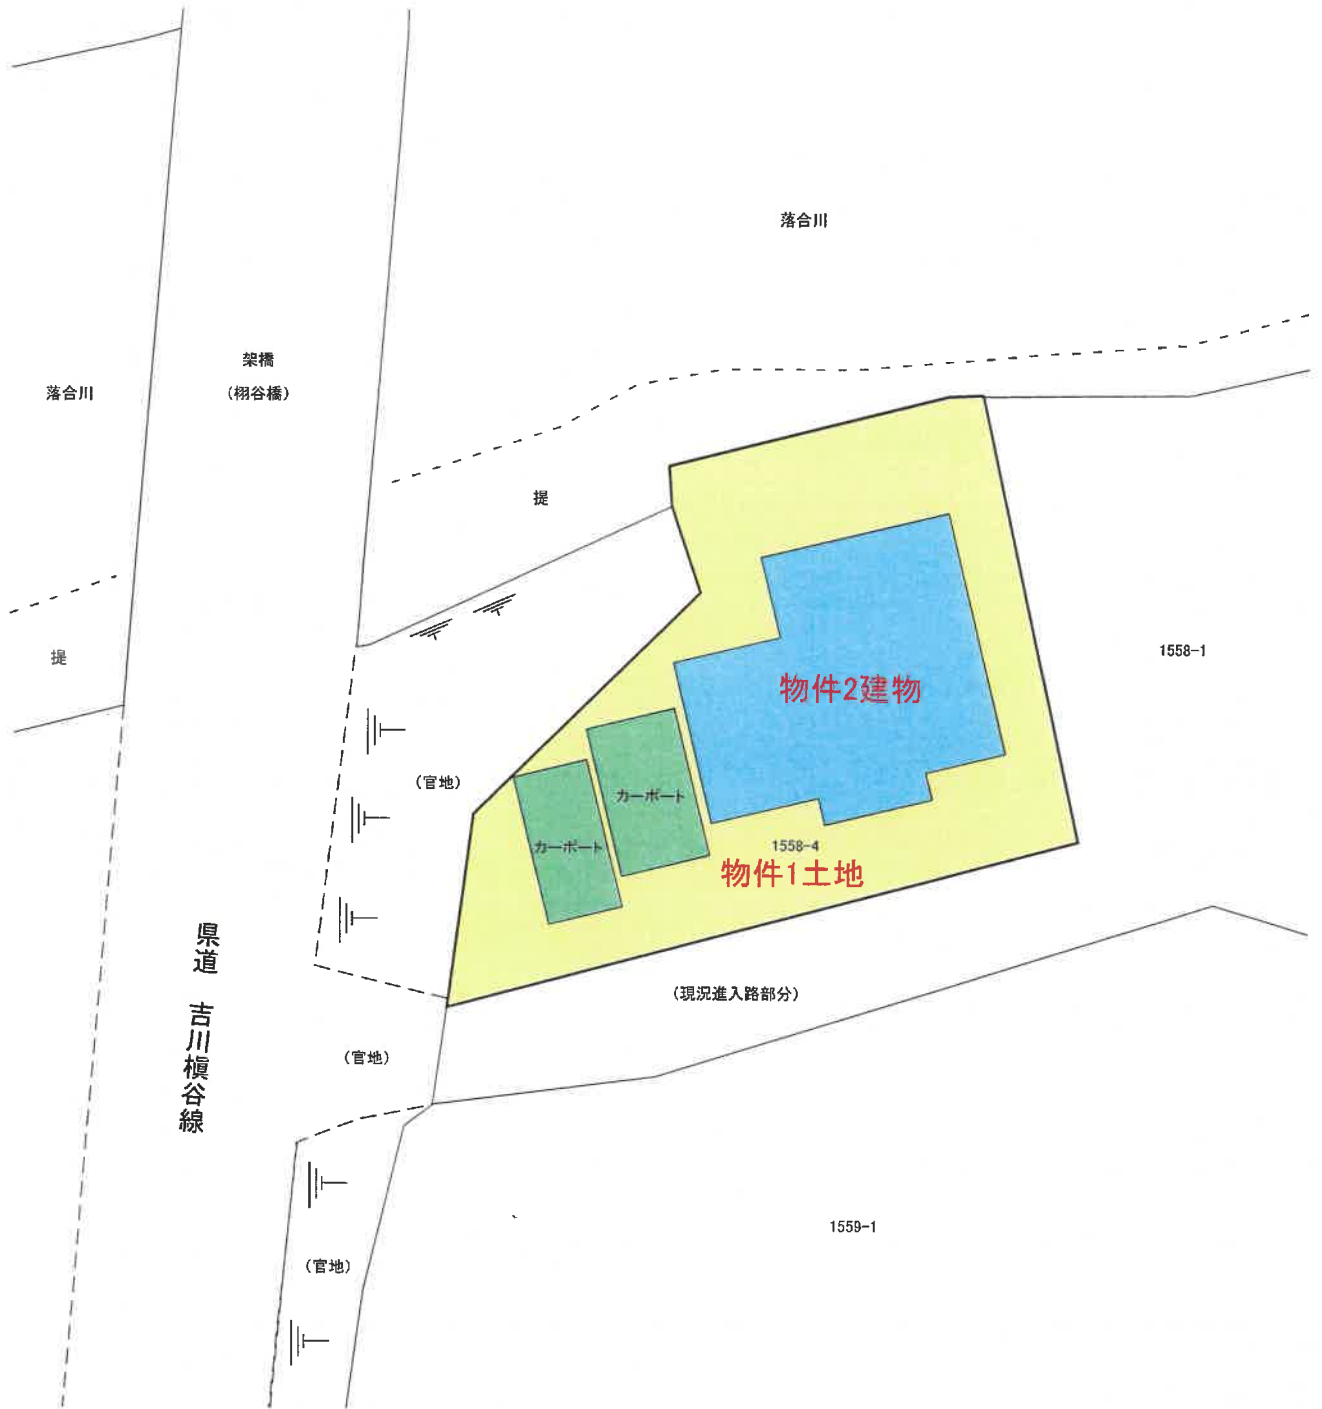 落合川
架橋
(栩谷橋)
落合川
提
提
1558-1
物件2建物
(官地)
カーポート
カーポート
1558-4
物件1土地
県道 吉川槇谷線
(現況進入路部分)
(官地)
1559-1
(官地)